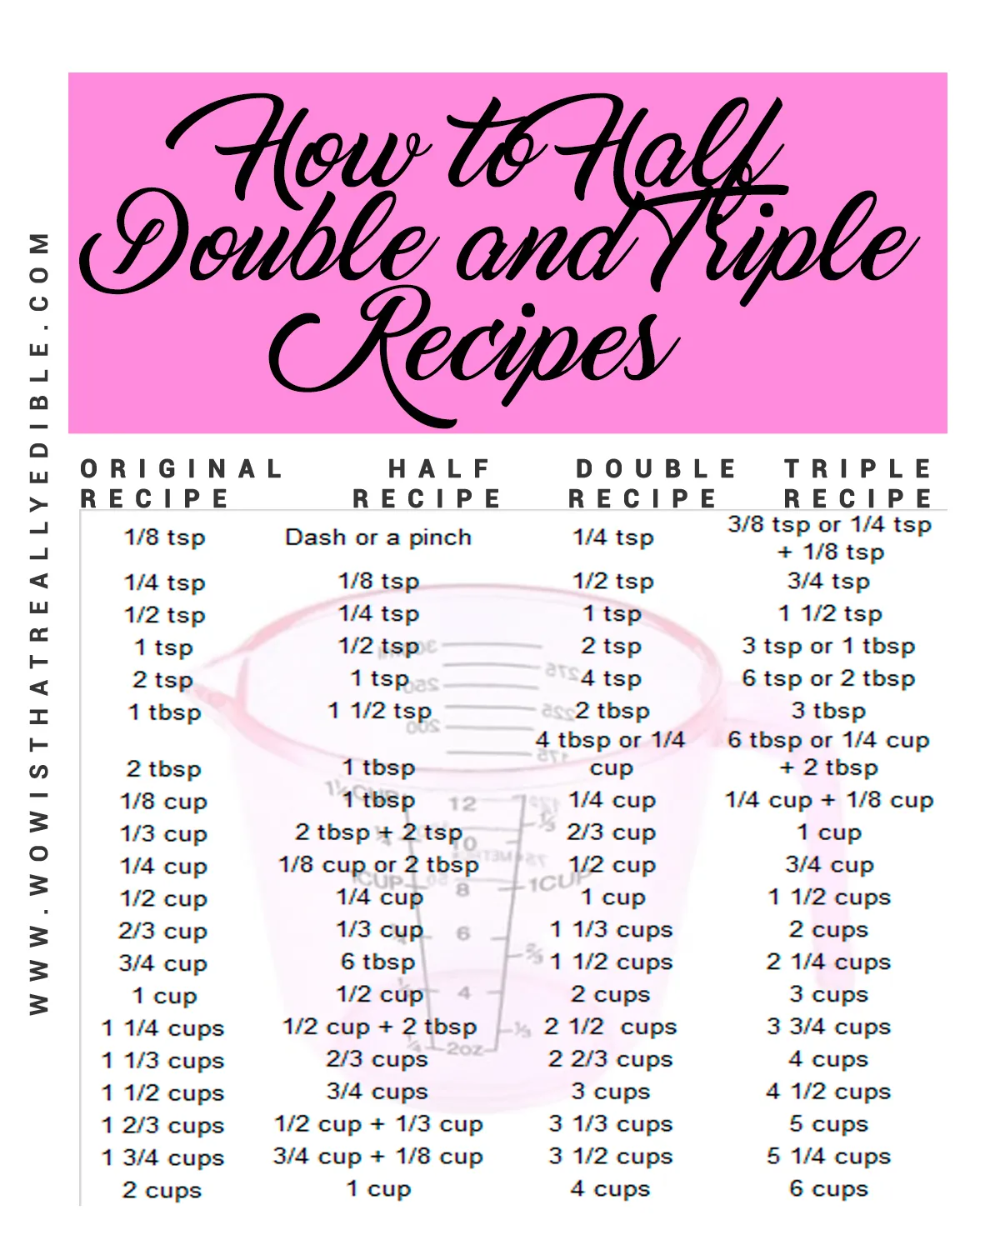 How to Half
Double and Triple
Recipes
WWW.WOWISTHATREALLYEDIBLE.COM
ORIGINAL RECIPE HALF RECIPE DOUBLE RECIPE TRIPLE RECIPE
1/8 tsp Dash or a pinch 1/4 tsp 3/8 tsp or 1/4 tsp + 1/8 tsp
1/4 tsp 1/8 tsp 1/2 tsp 3/4 tsp
1/2 tsp 1/4 tsp 1 tsp 1 1/2 tsp
1 tsp 1/2 tsp 2 tsp 3 tsp or 1 tbsp
2 tsp 1 tsp 4 tsp 6 tsp or 2 tbsp
1 tbsp 1 1/2 tsp 2 tbsp 3 tbsp
2 tbsp 1 tbsp 4 tbsp or 1/4 cup 6 tbsp or 1/4 cup + 2 tbsp
1/8 cup 1 tbsp 1/4 cup 1/4 cup + 1/8 cup
1/3 cup 2 tbsp + 2 tsp 2/3 cup 1 cup
1/4 cup 1/8 cup or 2 tbsp 1/2 cup 3/4 cup
1/2 cup 1/4 cup 1 cup 1 1/2 cups
2/3 cup 1/3 cup 1 1/3 cups 2 cups
3/4 cup 6 tbsp 1 1/2 cups 2 1/4 cups
1 cup 1/2 cup 2 cups 3 cups
1 1/4 cups 1/2 cup + 2 tbsp 2 1/2 cups 3 3/4 cups
1 1/3 cups 2/3 cups 2 2/3 cups 4 cups
1 1/2 cups 3/4 cups 3 cups 4 1/2 cups
1 2/3 cups 1/2 cup + 1/3 cup 3 1/3 cups 5 cups
1 3/4 cups 3/4 cup + 1/8 cup 3 1/2 cups 5 1/4 cups
2 cups 1 cup 4 cups 6 cups
12
10
8
1CUP
6
4
2oz